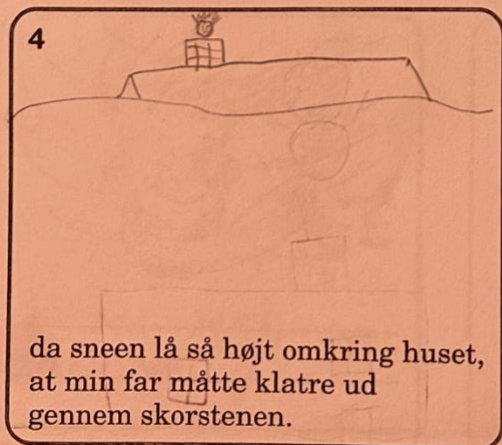 4
da sneen lå så højt omkring huset,
at min far måtte klatre ud
gennem skorstenen.